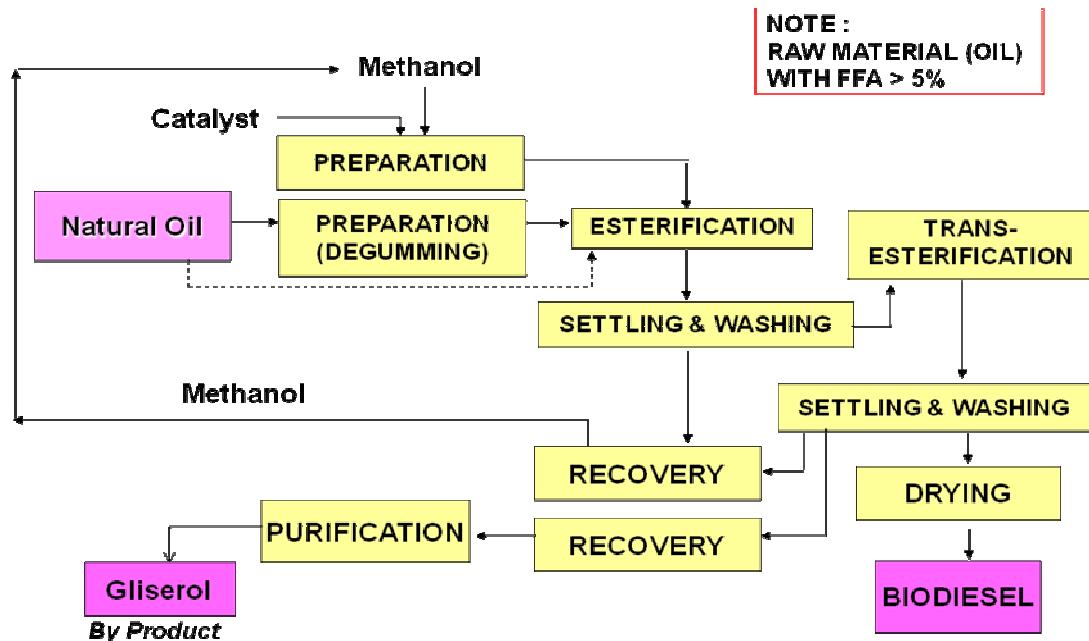 NOTE :
RAW MATERIAL (OIL)
WITH FFA > 5%
Methanol
Catalyst
PREPARATION
Natural Oil
PREPARATION
(DEGUMMING)
ESTERIFICATION
TRANS-
ESTERIFICATION
SETTLING & WASHING
Methanol
SETTLING & WASHING
RECOVERY
DRYING
PURIFICATION
RECOVERY
Gliserol
By Product
BIODIESEL